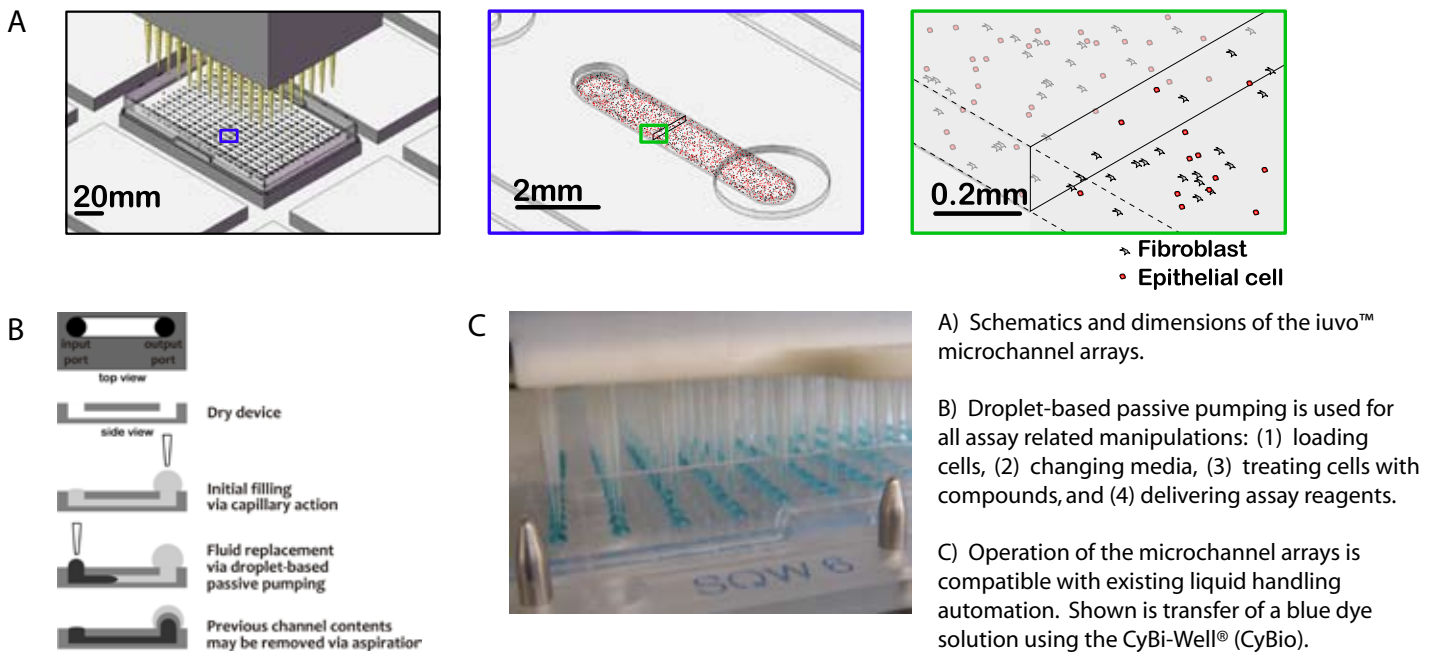 A
20mm
2mm
0.2mm
Fibroblast
Epithelial cell
B
input
port
output
port
top view
Dry device
side view
Initial filling
via capillary action
Fluid replacement
via droplet-based
passive pumping
Previous channel contents
may be removed via aspiration
C
SQW 6
A) Schematics and dimensions of the iuvo™
microchannel arrays.
B) Droplet-based passive pumping is used for
all assay related manipulations: (1) loading
cells, (2) changing media, (3) treating cells with
compounds, and (4) delivering assay reagents.
C) Operation of the microchannel arrays is
compatible with existing liquid handling
automation. Shown is transfer of a blue dye
solution using the CyBi-Well® (CyBio).